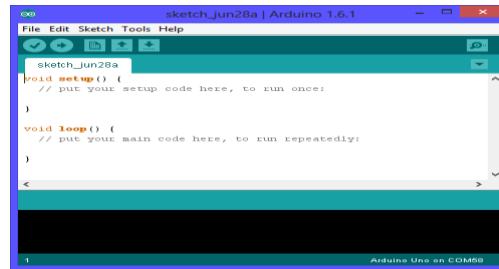 sketch_jun28a | Arduino 1.6.1
File Edit Sketch Tools Help
sketch_jun28a
void setup() {
// put your setup code here, to run once:
}
void loop() {
// put your main code here, to run repeatedly:
}
1 Arduino Uno on COM58